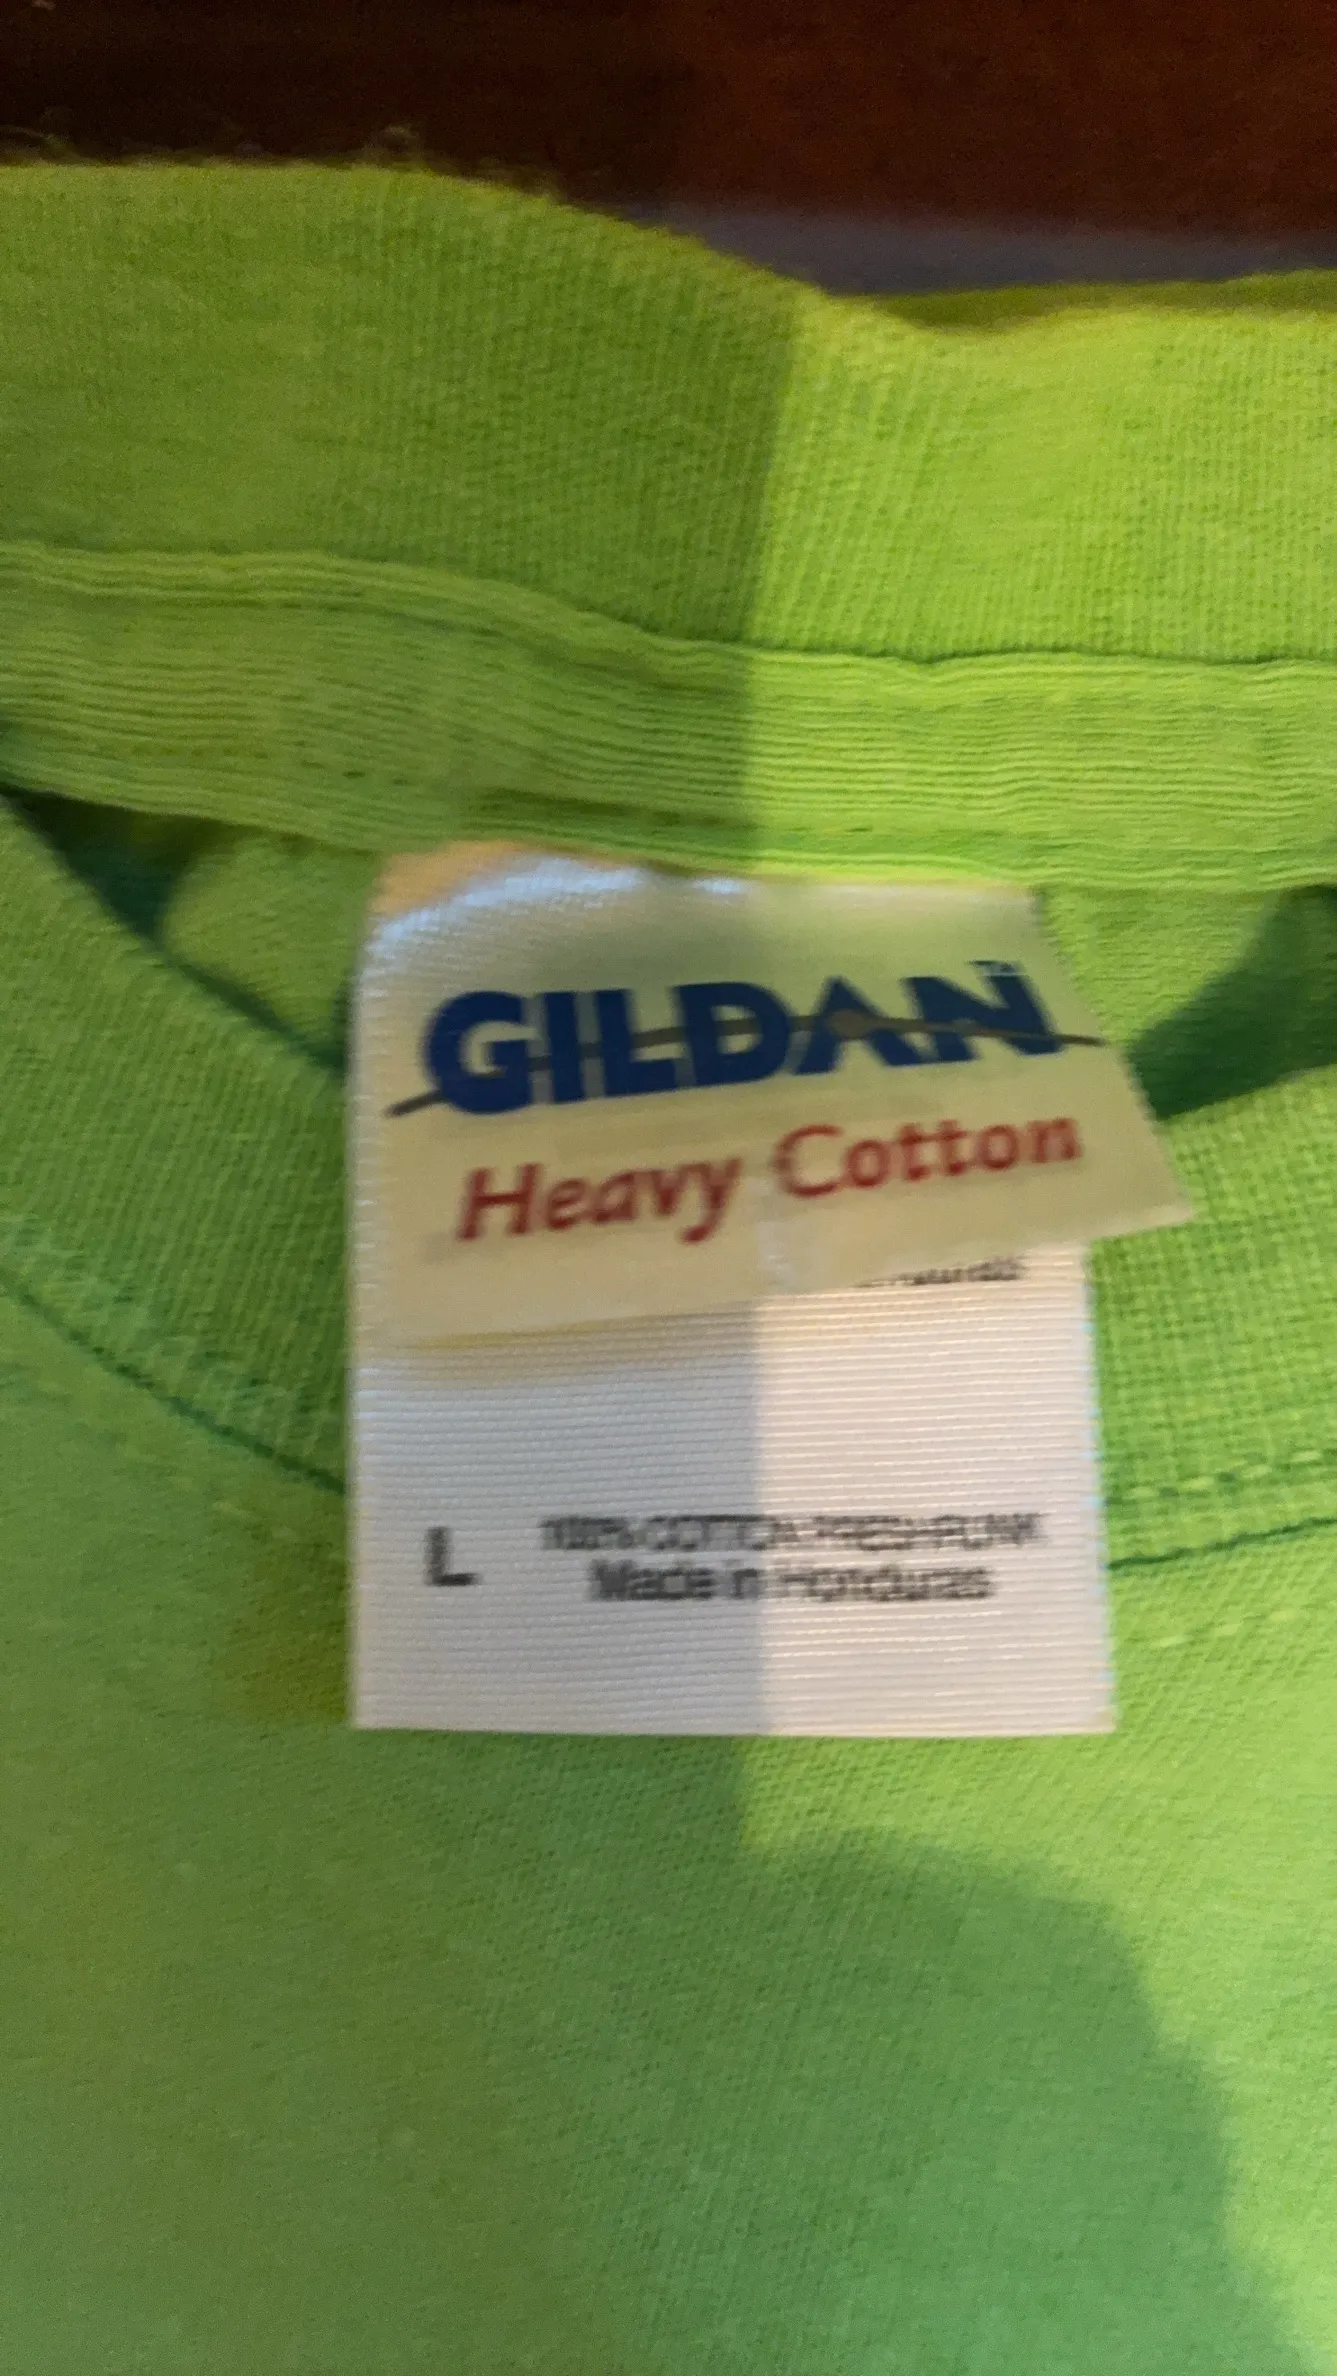 GILDAN
Heavy Cotton
L
100% COTTON-PRESHRUNK
Made in Honduras